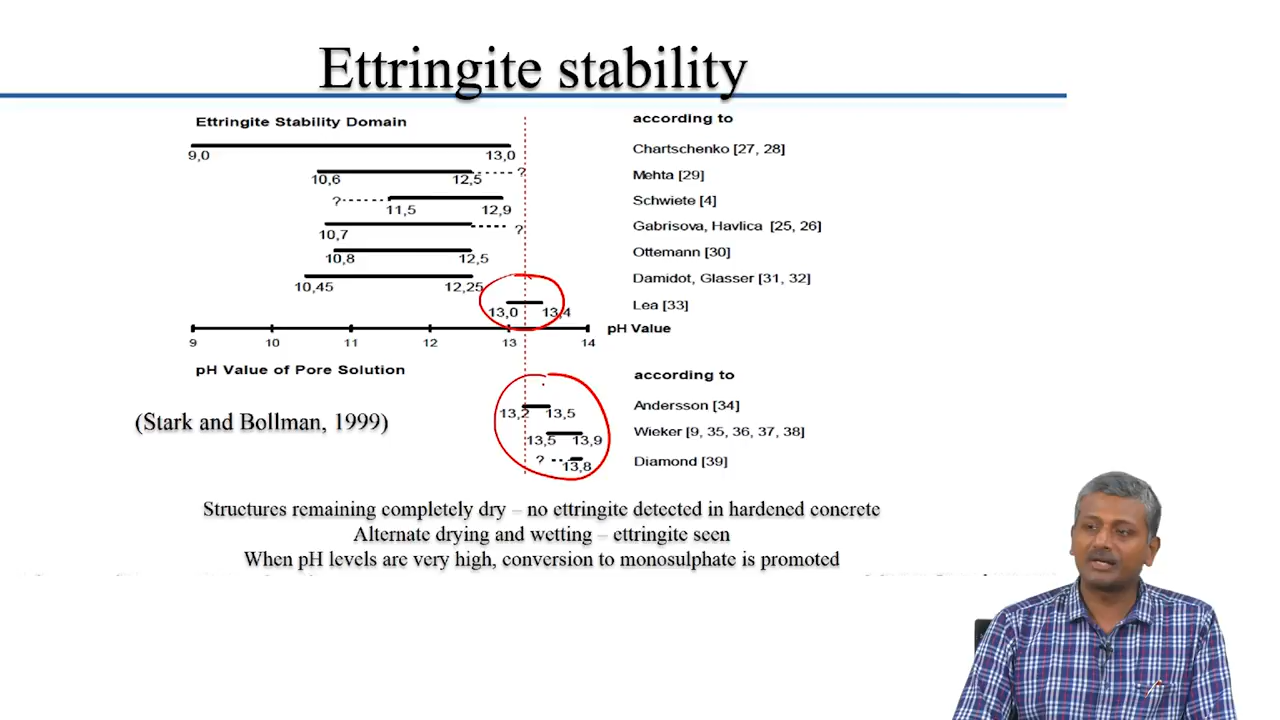 Ettringite stability
Ettringite Stability Domain
according to
9,0 13,0 Chartschenko [27, 28]
10,6 12,5 ? Mehta [29]
? 11,5 12,9 Schwiete [4]
10,7 ? Gabrisova, Havlica [25, 26]
10,8 12,5 Ottemann [30]
10,45 12,25 Damidot, Glasser [31, 32]
13,0 13,4 Lea [33]
pH Value
9 10 11 12 13 14
pH Value of Pore Solution
according to
13,2 13,5 Andersson [34]
13,5 13,9 Wieker [9, 35, 36, 37, 38]
? 13,8 Diamond [39]
(Stark and Bollman, 1999)
Structures remaining completely dry – no ettringite detected in hardened concrete
Alternate drying and wetting – ettringite seen
When pH levels are very high, conversion to monosulphate is promoted